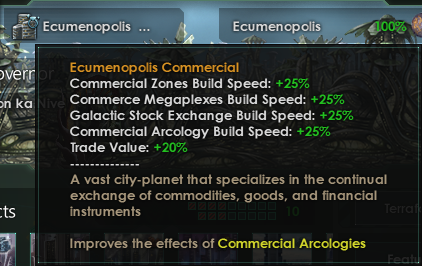 Ecumenopolis ...
Ecumenopolis
100%
Ecumenopolis Commercial
Commercial Zones Build Speed: +25%
Commerce Megaplexes Build Speed: +25%
Galactic Stock Exchange Build Speed: +25%
Commercial Arcology Build Speed: +25%
Trade Value: +20%
--------------
A vast city-planet that specializes in the continual
exchange of commodities, goods, and financial
instruments
10
Improves the effects of Commercial Arcologies